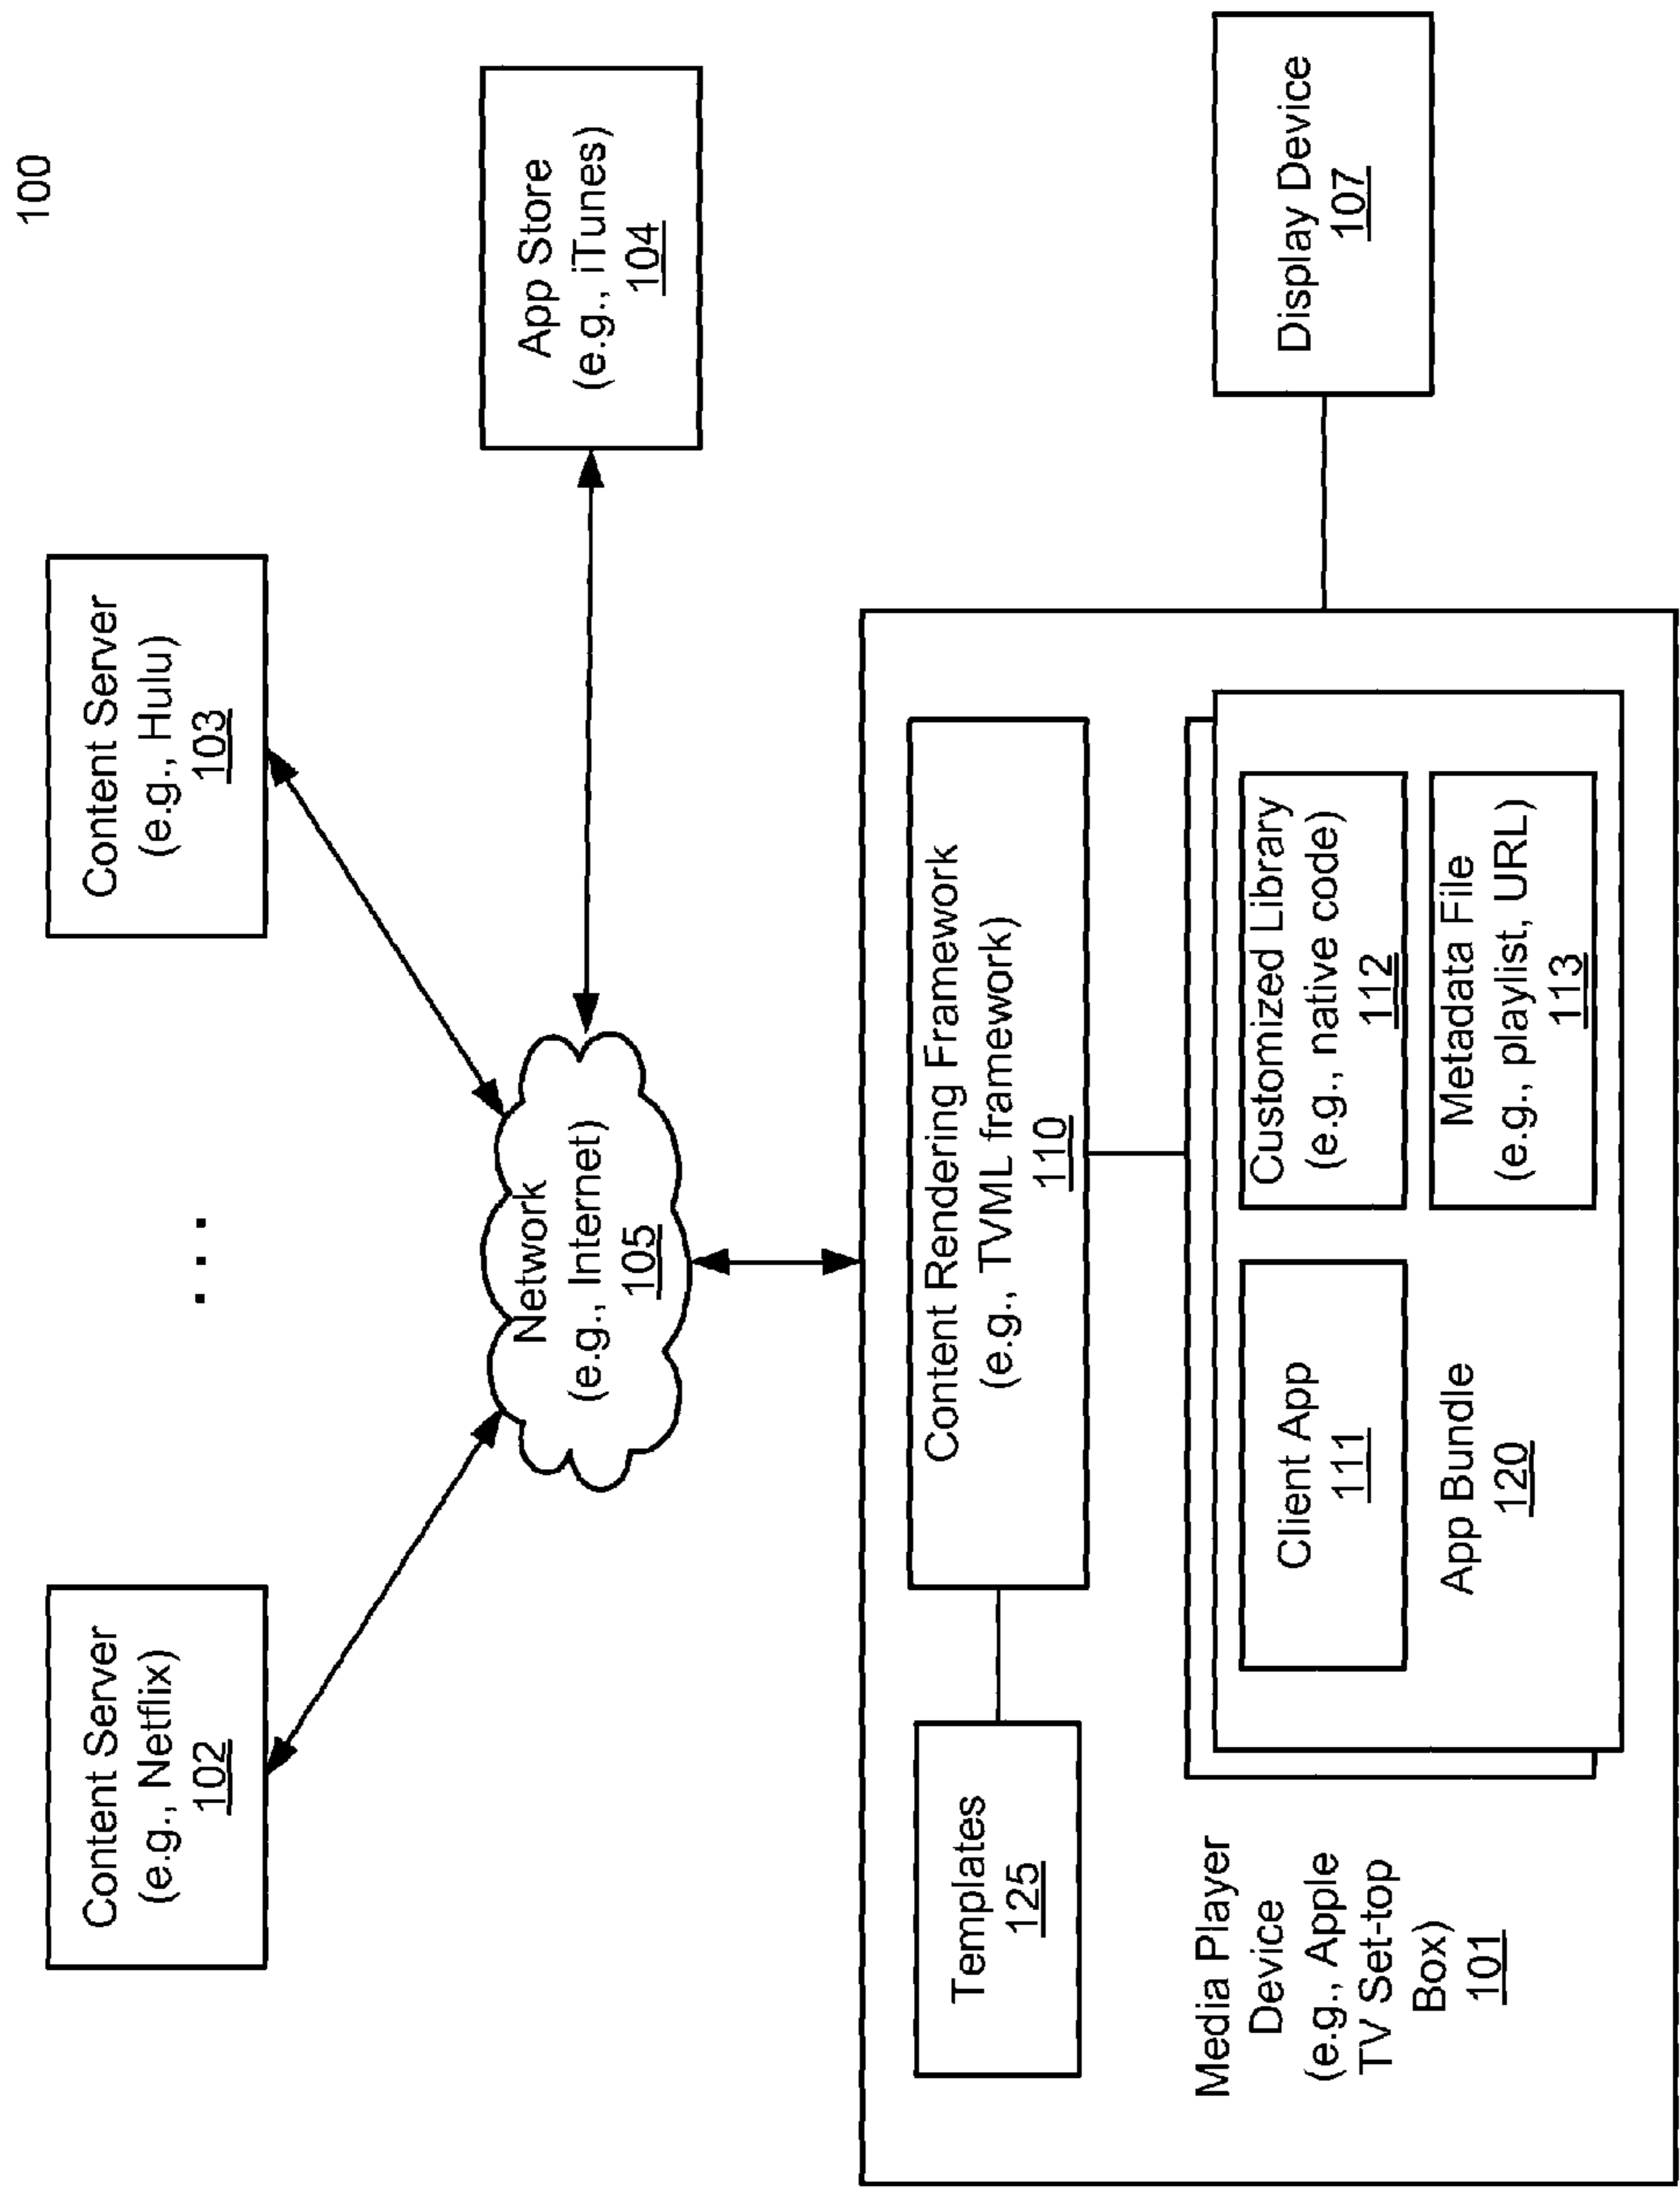 100
Content Server
(e.g., Netflix)
102
. . .
Content Server
(e.g., Hulu)
103
Network
(e.g., Internet)
105
App Store
(e.g., iTunes)
104
Templates
125
Content Rendering Framework
(e.g., TVML framework)
110
Media Player
Device
(e.g., Apple
TV Set-top
Box)
101
Client App
111
App Bundle
120
Customized Library
(e.g., native code)
112
Metadata File
(e.g., playlist, URL)
113
Display Device
107